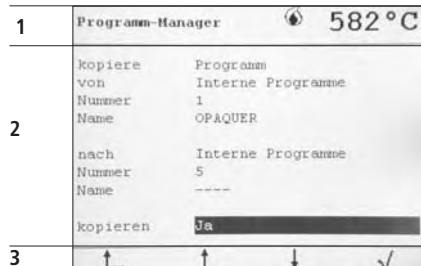 1
Programm-Manager 582°C
2
kopiere Programm
von Interne Programme
Nummer 1
Name OPAQUER
nach Interne Programme
Nummer 5
Name ----
kopieren Ja
3